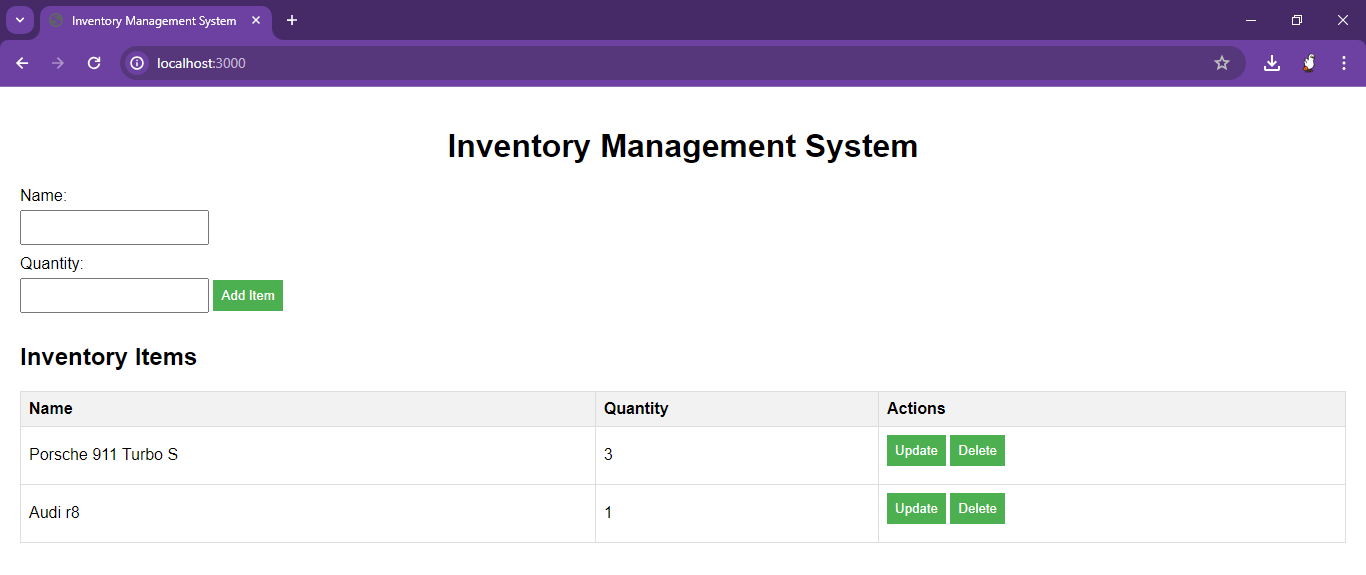 Inventory Management System
localhost:3000
Inventory Management System
Name:
Quantity:
Add Item
Inventory Items
Name Quantity Actions
Porsche 911 Turbo S 3 Update Delete
Audi r8 1 Update Delete